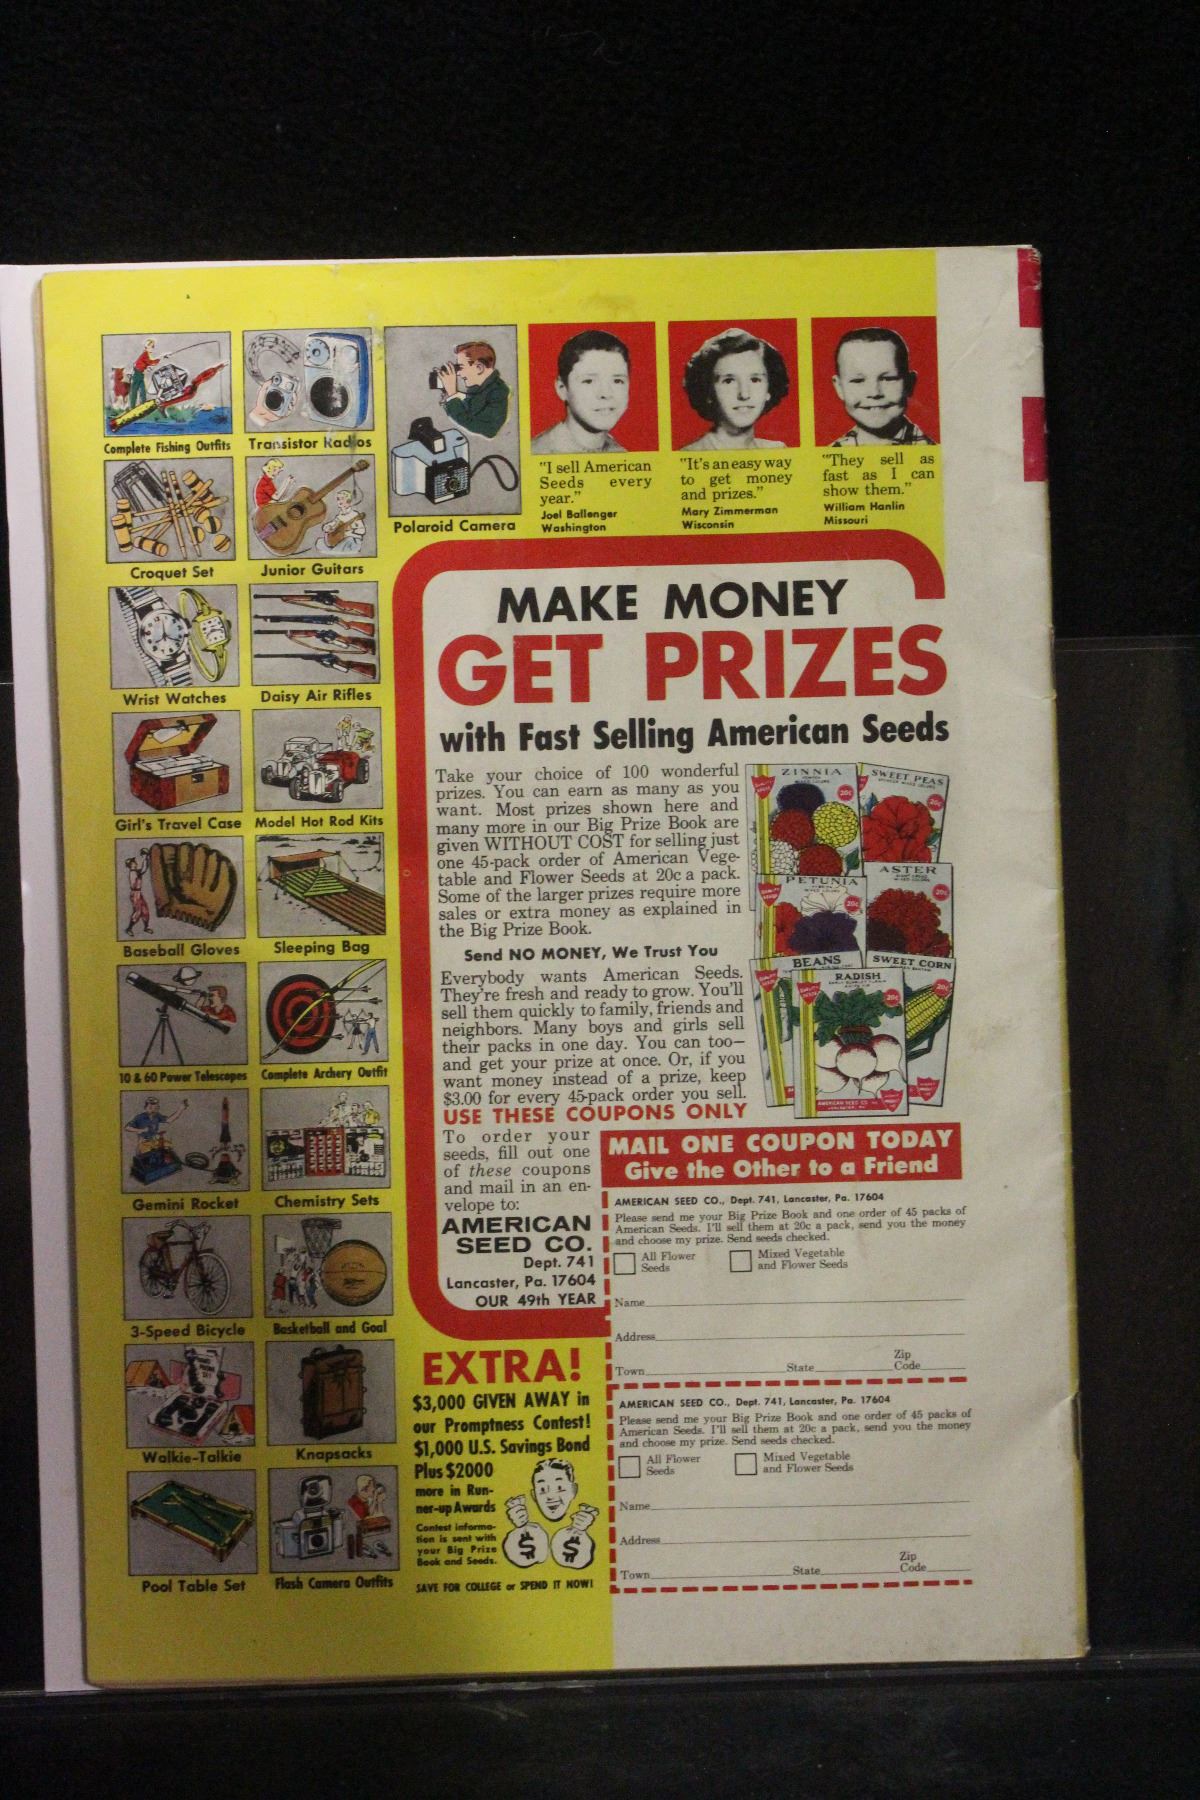 Complete Fishing Outfits
Transistor Radios
Polaroid Camera
Croquet Set
Junior Guitars
Wrist Watches
Daisy Air Rifles
Girl's Travel Case
Model Hot Rod Kits
Baseball Gloves
Sleeping Bag
10 & 60 Power Telescopes
Complete Archery Outfit
Gemini Rocket
Chemistry Sets
3-Speed Bicycle
Basketball and Goal
Walkie-Talkie
Knapsacks
Pool Table Set
Flash Camera Outfits
"I sell American
Seeds every
year."
Joel Ballenger
Washington
"It's an easy way
to get money
and prizes."
Mary Zimmerman
Wisconsin
"They sell as
fast as I can
show them."
William Hanlin
Missouri
MAKE MONEY
GET PRIZES
with Fast Selling American Seeds
Take your choice of 100 wonderful
prizes. You can earn as many as you
want. Most prizes shown here and
many more in our Big Prize Book are
given WITHOUT COST for selling just
one 45-pack order of American Vege-
table and Flower Seeds at 20c a pack.
Some of the larger prizes require more
sales or extra money as explained in
the Big Prize Book.
Send NO MONEY, We Trust You
Everybody wants American Seeds.
They're fresh and ready to grow. You'll
sell them quickly to family, friends and
neighbors. Many boys and girls sell
their packs in one day. You can too—
and get your prize at once. Or, if you
want money instead of a prize, keep
$3.00 for every 45-pack order you sell.
USE THESE COUPONS ONLY
ZINNIA
20c
SWEET PEAS
20c
PETUNIA
20c
ASTER
20c
BEANS
SWEET CORN
20c
RADISH
20c
AMERICAN SEED CO.
To order your
seeds, fill out one
of these coupons
and mail in an en-
velope to:
AMERICAN
SEED CO.
Dept. 741
Lancaster, Pa. 17604
OUR 49th YEAR
MAIL ONE COUPON TODAY
Give the Other to a Friend
AMERICAN SEED CO., Dept. 741, Lancaster, Pa. 17604
Please send me your Big Prize Book and one order of 45 packs of
American Seeds. I'll sell them at 20c a pack, send you the money
and choose my prize. Send seeds checked.
All Flower
Seeds
Mixed Vegetable
and Flower Seeds
Name
Address
Town State Zip
Code
AMERICAN SEED CO., Dept. 741, Lancaster, Pa. 17604
Please send me your Big Prize Book and one order of 45 packs of
American Seeds. I'll sell them at 20c a pack, send you the money
and choose my prize. Send seeds checked.
All Flower
Seeds
Mixed Vegetable
and Flower Seeds
Name
Address
Town State Zip
Code
EXTRA!
$3,000 GIVEN AWAY in
our Promptness Contest!
$1,000 U.S. Savings Bond
Plus $2000
more in Run-
ner-up Awards
Contest informa-
tion is sent with
your Big Prize
Book and Seeds.
$ $
SAVE FOR COLLEGE or SPEND IT NOW!